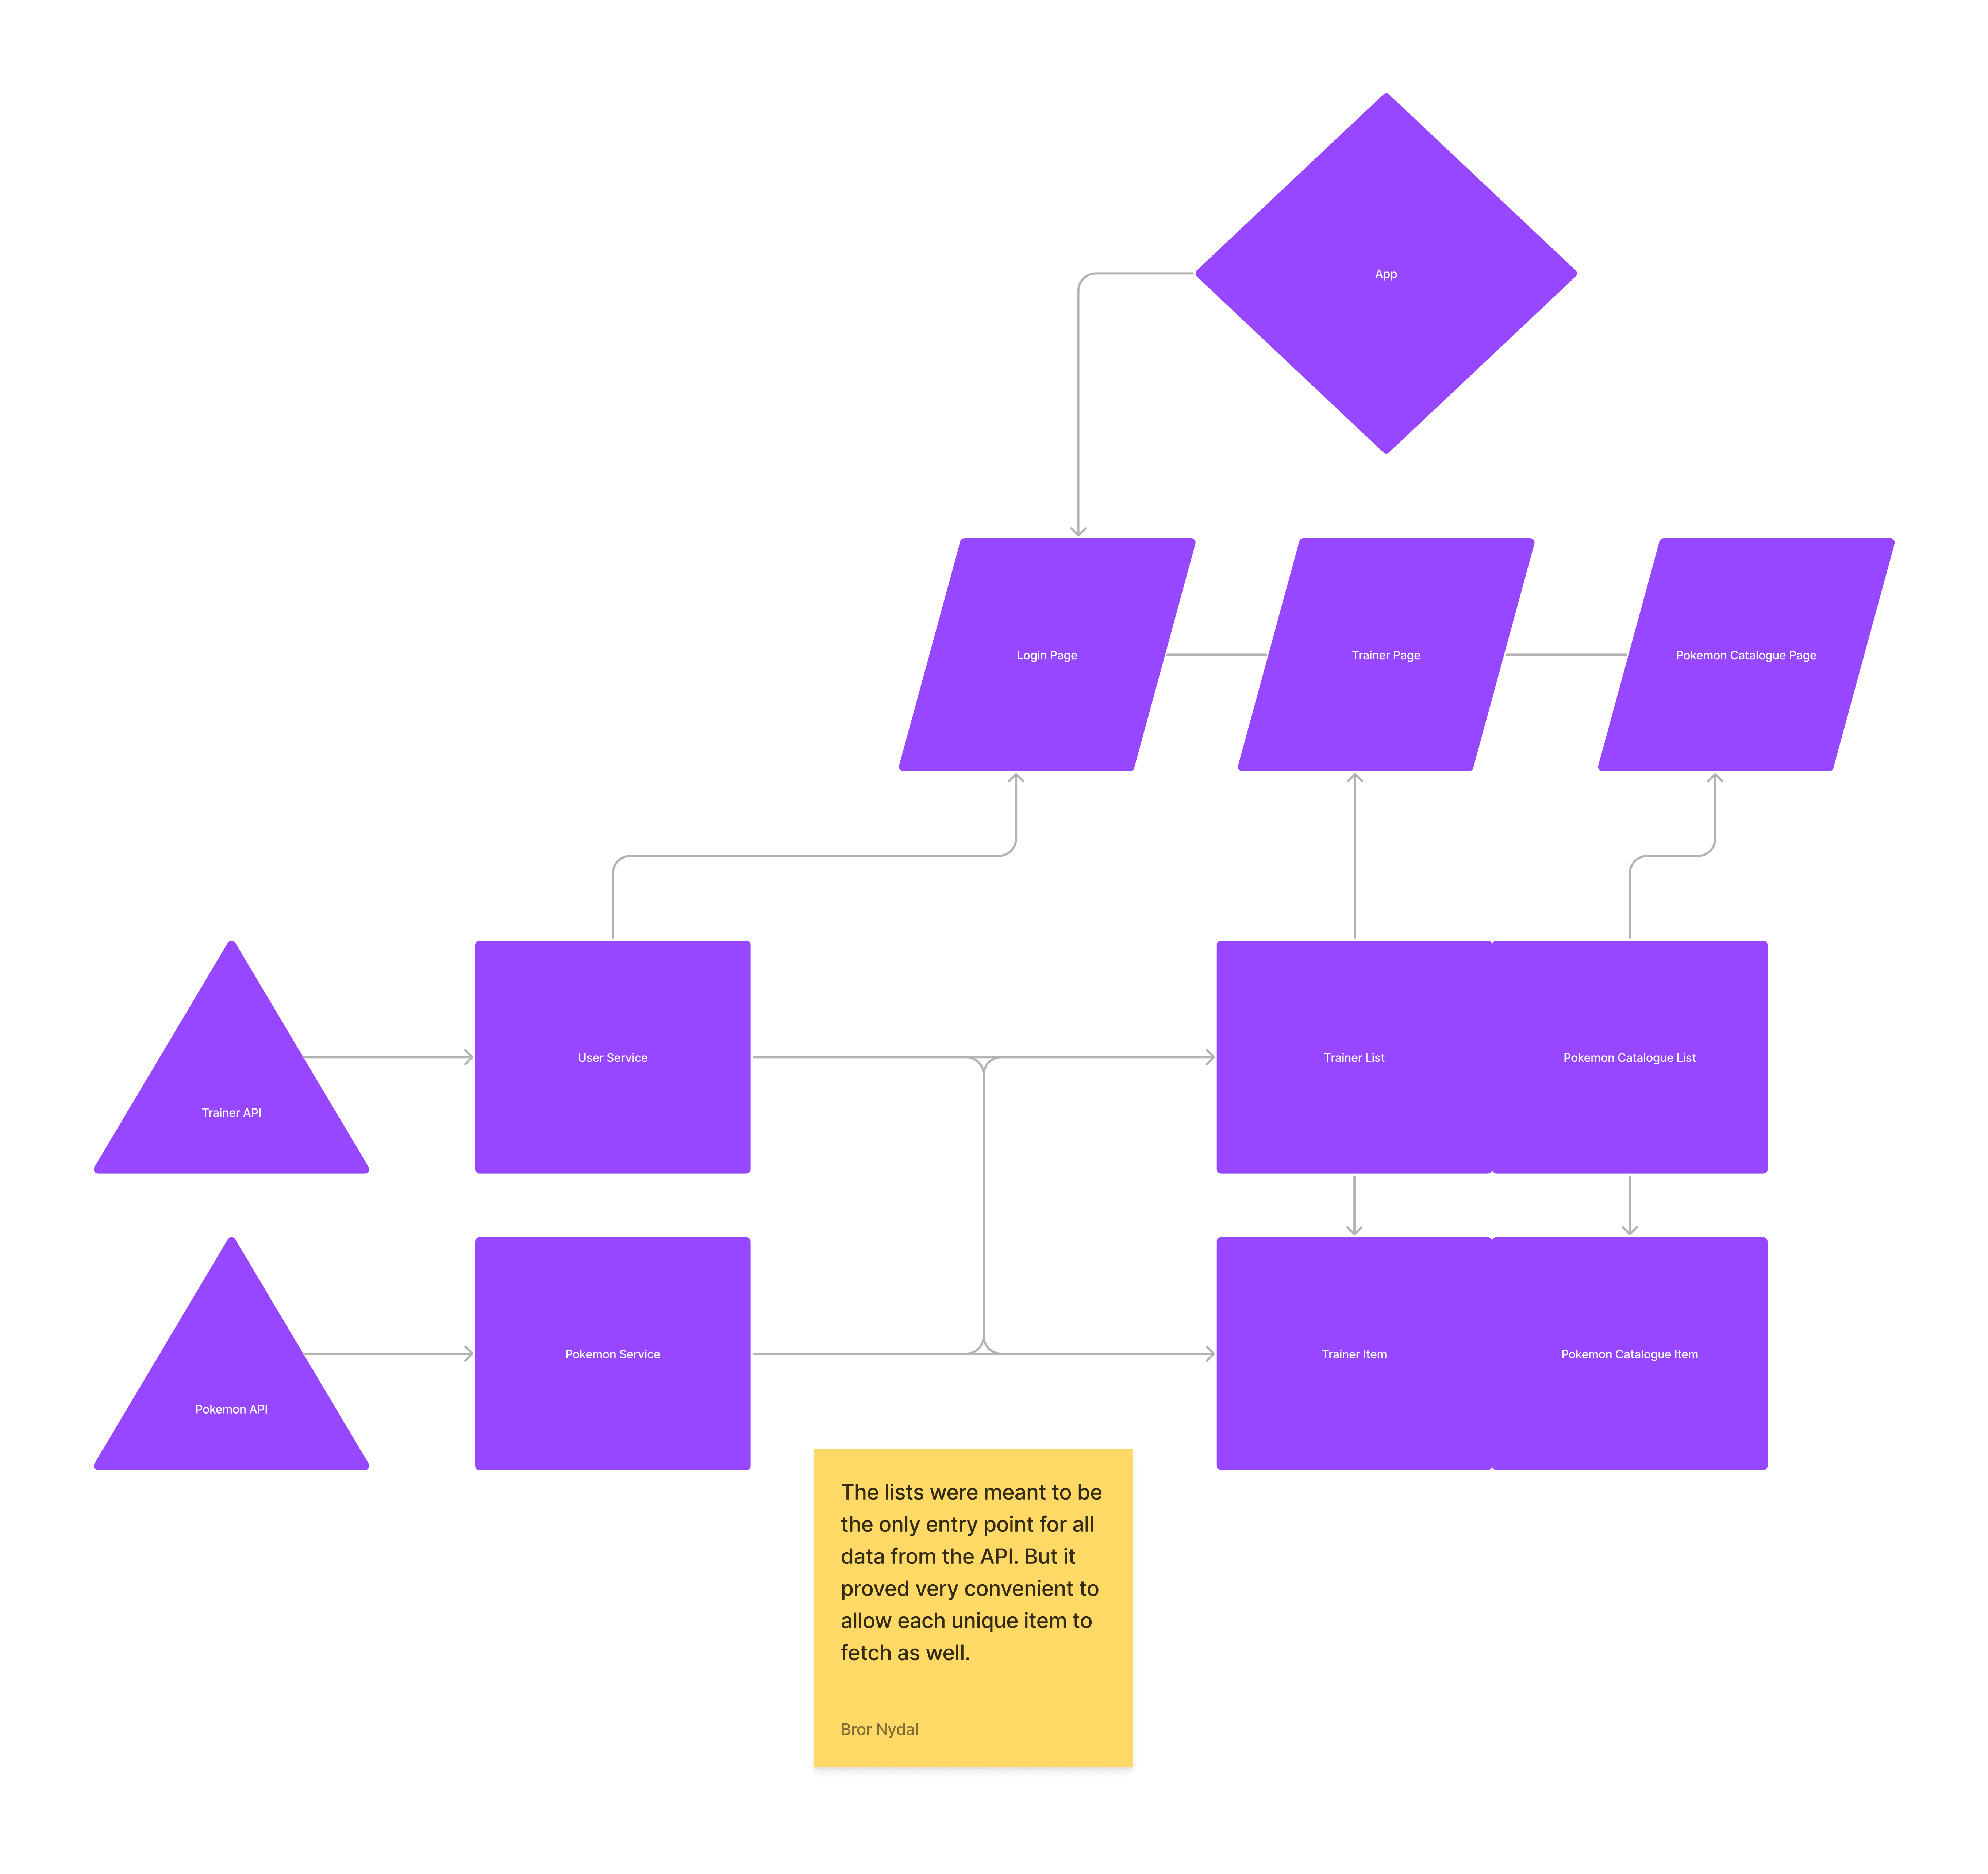 App
Login Page
Trainer Page
Pokemon Catalogue Page
User Service
Trainer List
Pokemon Catalogue List
Trainer API
Pokemon Service
Trainer Item
Pokemon Catalogue Item
Pokemon API
The lists were meant to be
the only entry point for all
data from the API. But it
proved very convenient to
allow each unique item to
fetch as well.
Bror Nydal